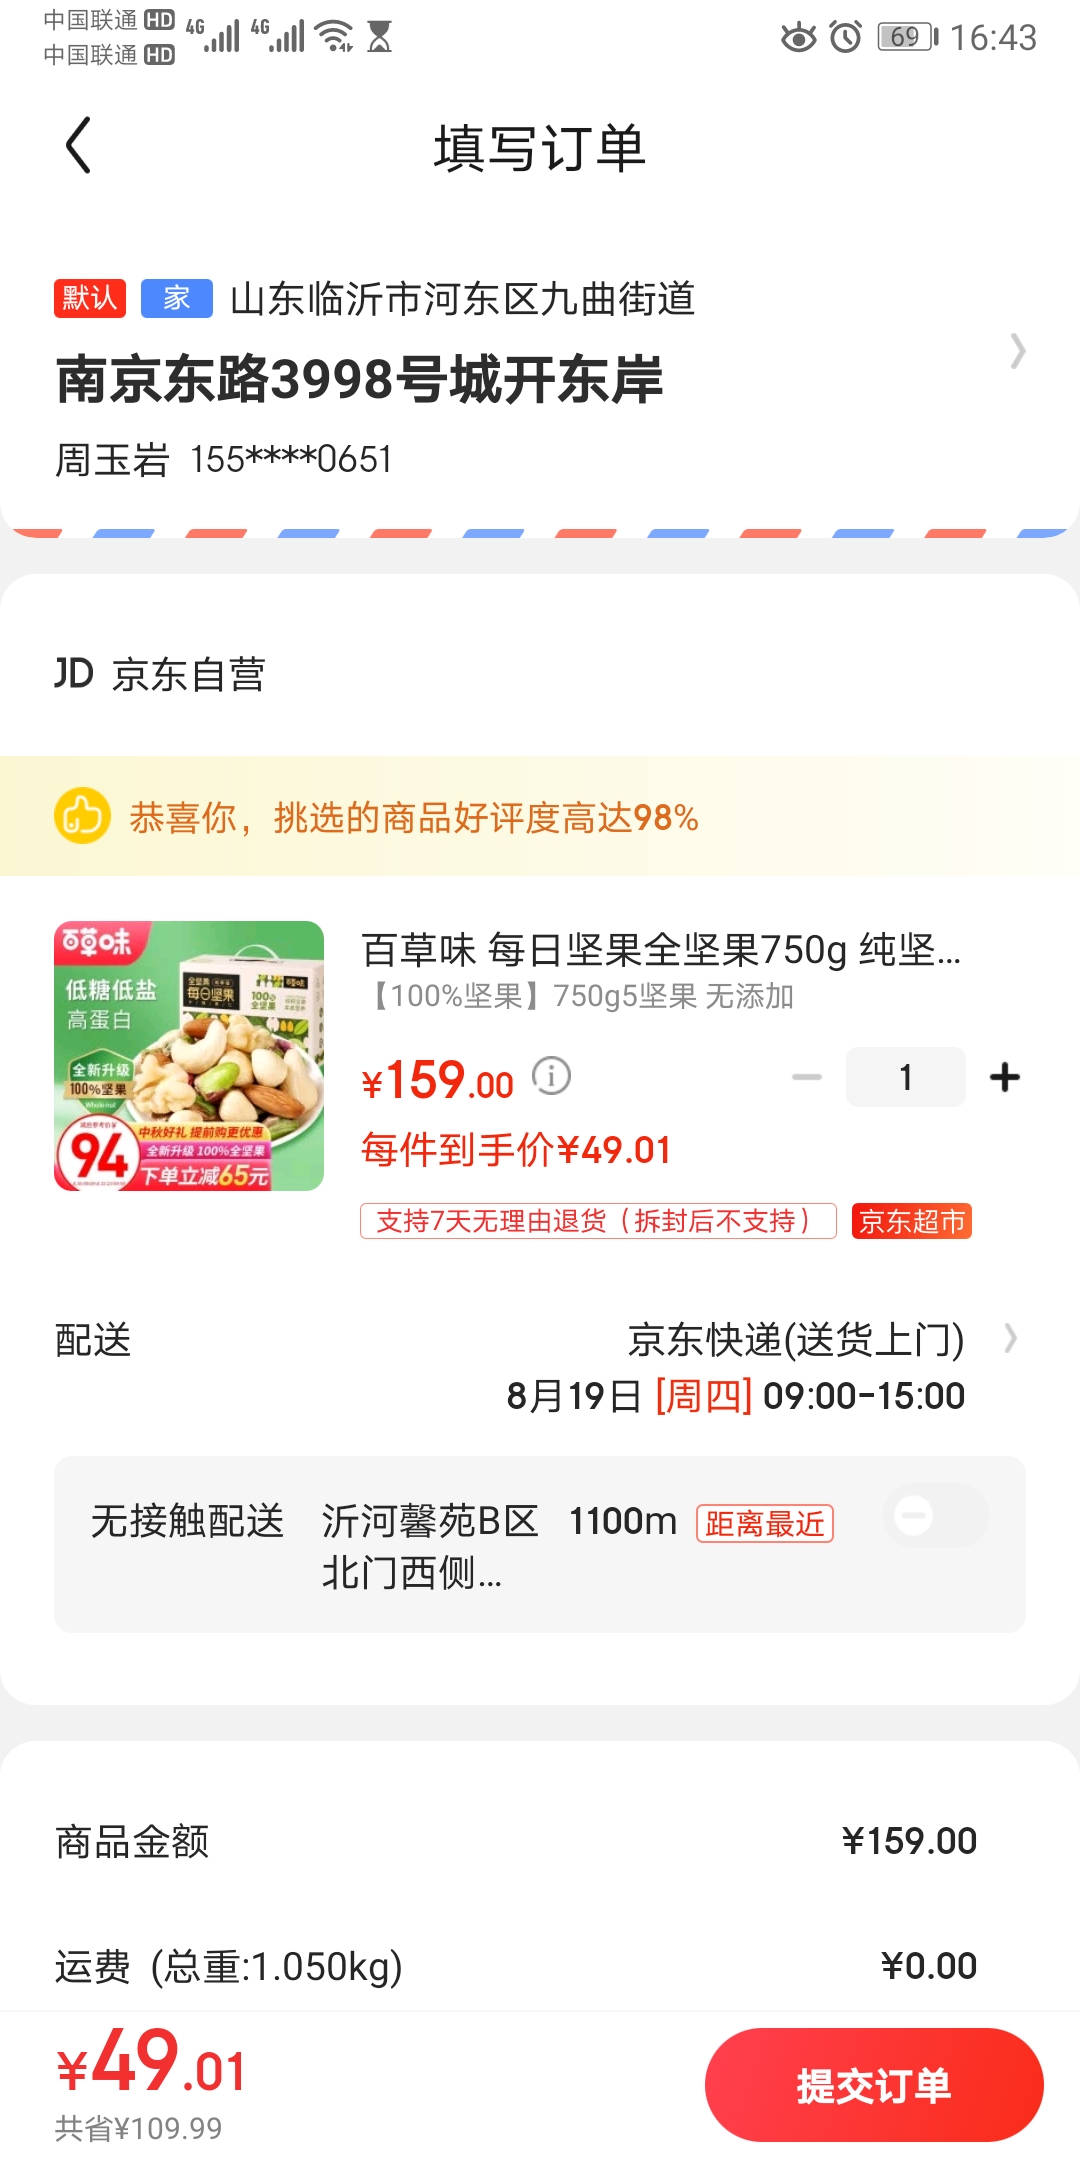 中国联通 HD 4G 4G 69 16:43
中国联通 HD
填写订单
默认 家 山东临沂市河东区九曲街道
南京东路3998号城开东岸
周玉岩 155****0651
JD 京东自营
恭喜你，挑选的商品好评度高达98%
百草味
低糖低盐
高蛋白
每日坚果
全新升级
100%坚果
94
中秋好礼 提前购更优惠
全新升级 100%全坚果
下单立减65元
百草味 每日坚果全坚果750g 纯坚...
【100%坚果】750g5坚果 无添加
¥159.00 1
每件到手价¥49.01
支持7天无理由退货（拆封后不支持） 京东超市
配送 京东快递(送货上门)
8月19日 [周四] 09:00-15:00
无接触配送 沂河馨苑B区 1100m 距离最近
北门西侧...
商品金额 ¥159.00
运费 (总重:1.050kg) ¥0.00
¥49.01
共省¥109.99
提交订单